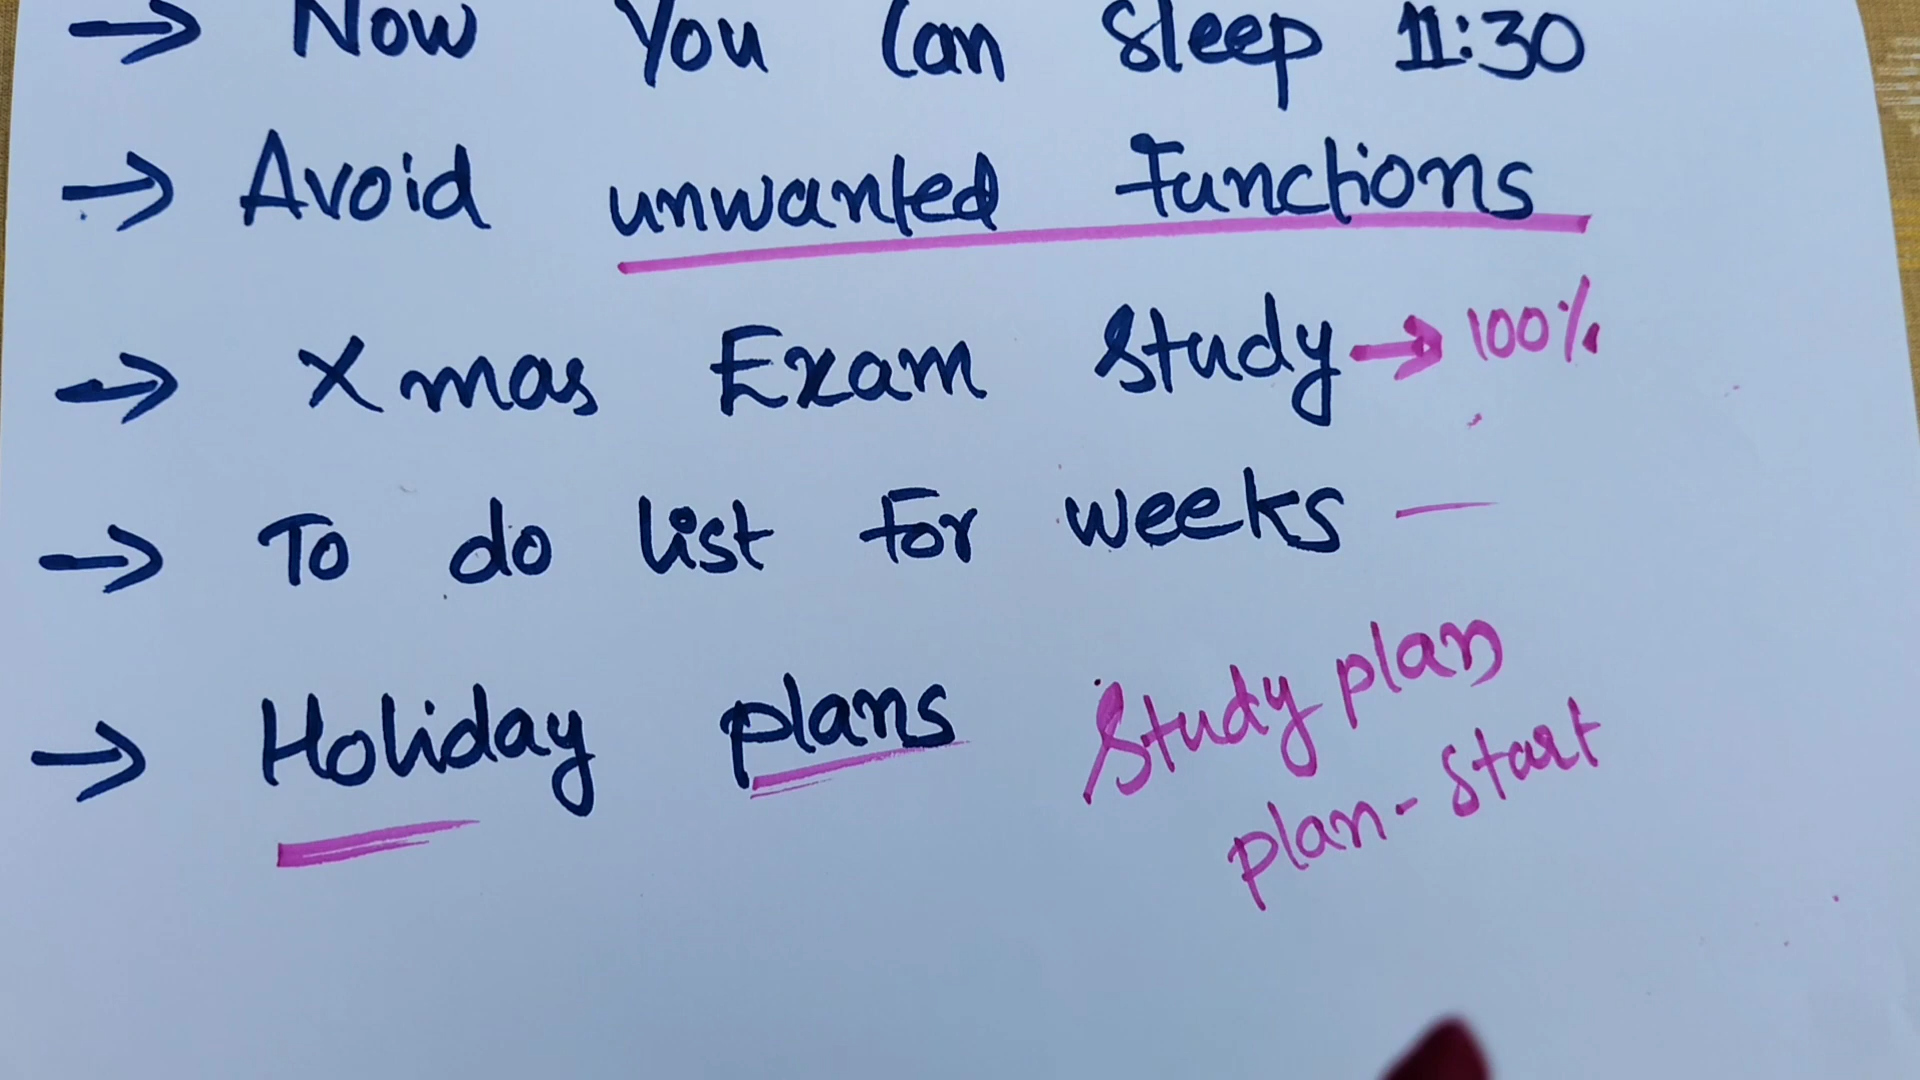 → Now You Can Sleep 11:30
→ Avoid unwanted Functions
→ Xmas Exam Study → 100%
→ To do list For weeks —
→ Holiday plans Study plan
plan - start